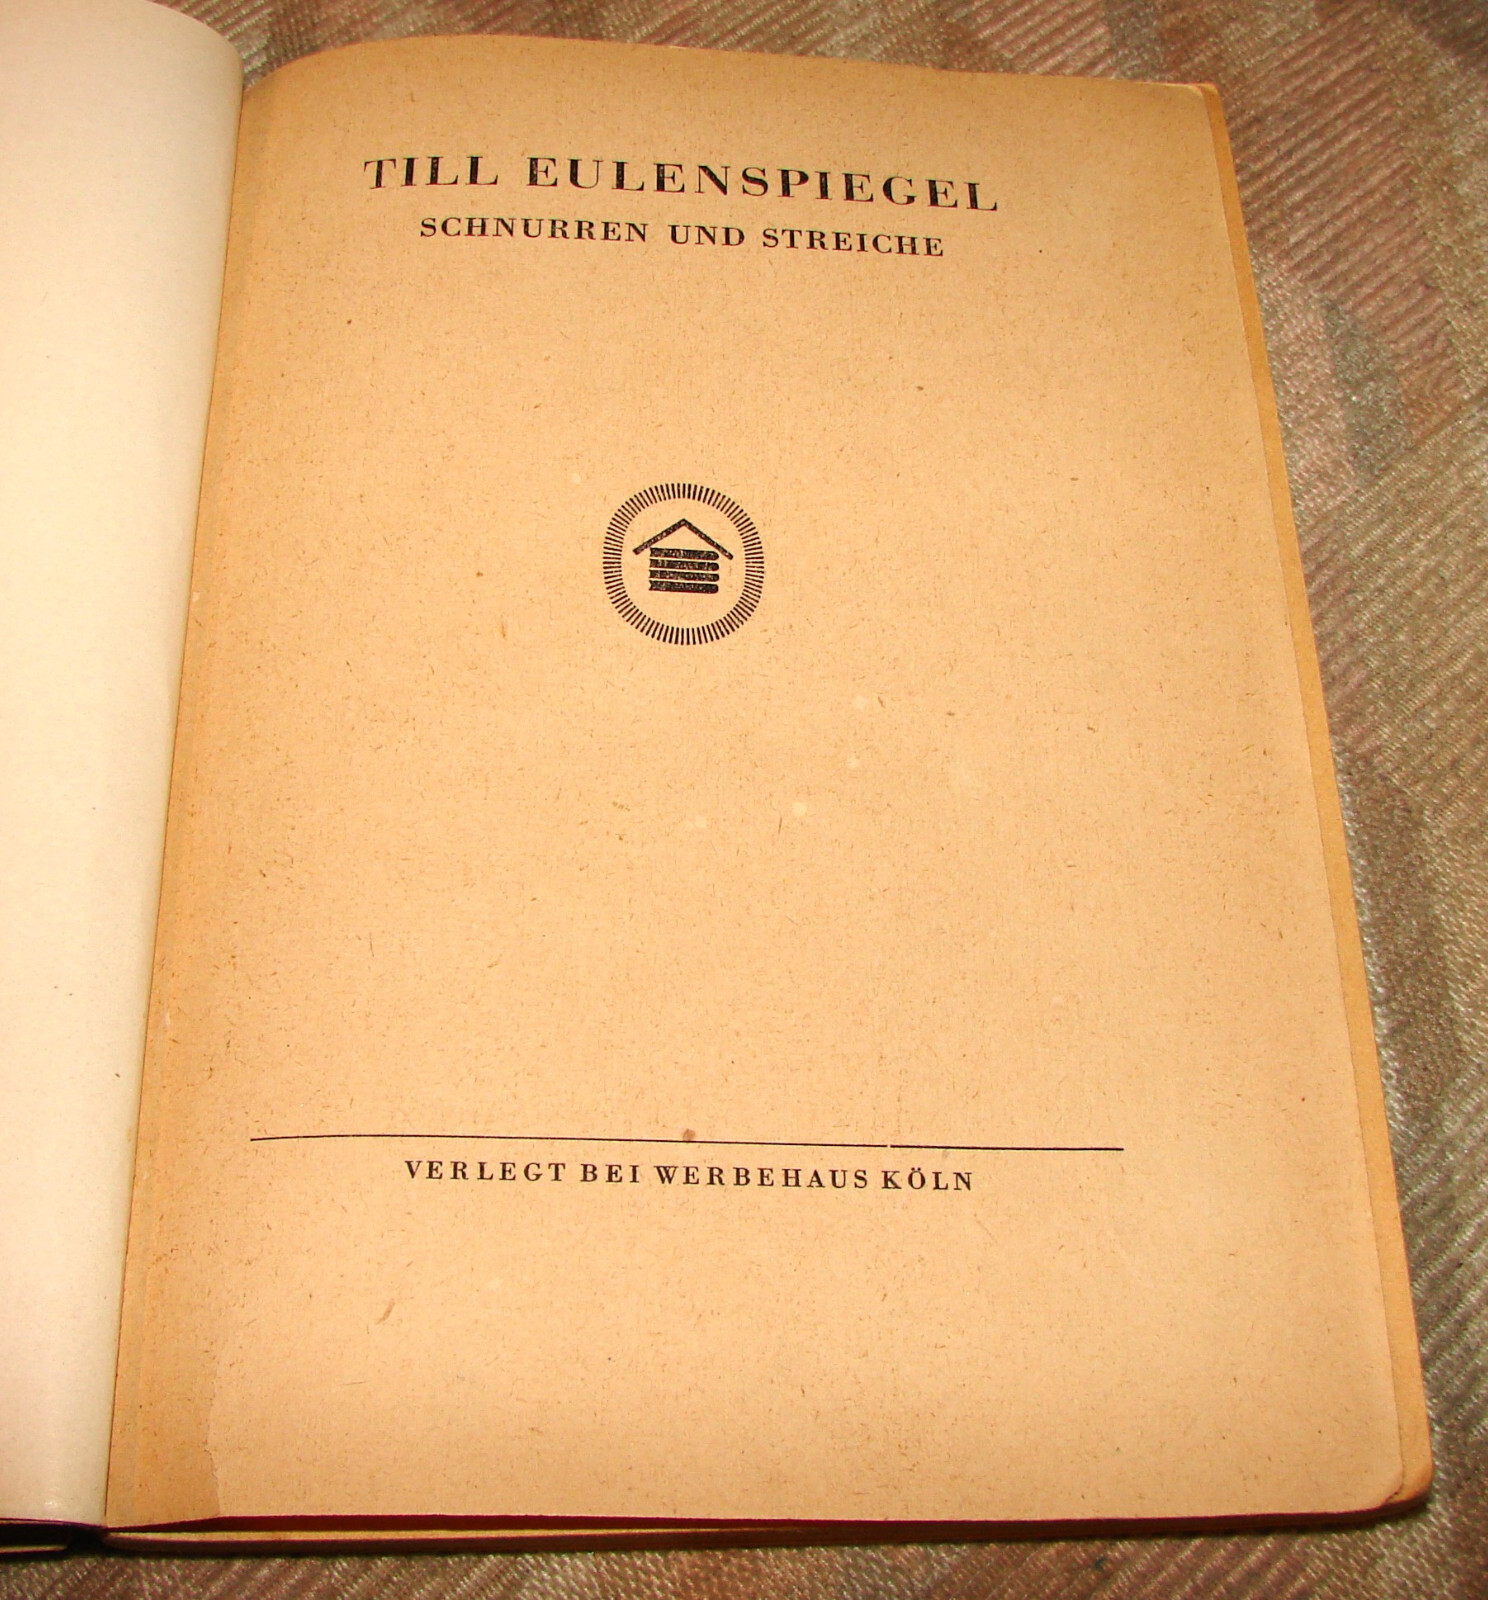 TILL EULENSPIEGEL
SCHNURREN UND STREICHE
VERLEGT BEI WERBEHAUS KÖLN